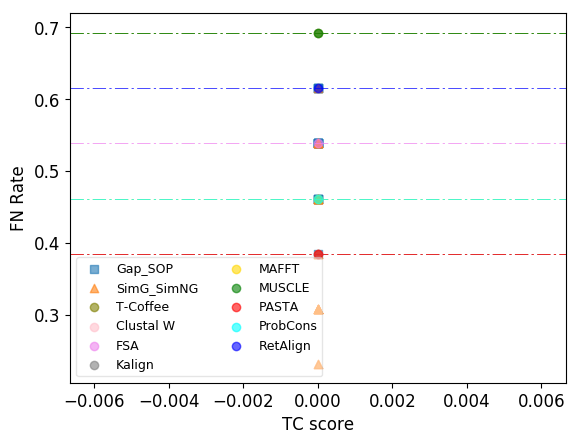 0.7
0.6
0.5
0.4
0.3
FN Rate
Gap_SOP
SimG_SimNG
T-Coffee
Clustal W
FSA
Kalign
MAFFT
MUSCLE
PASTA
ProbCons
RetAlign
−0.006 −0.004 −0.002 0.000 0.002 0.004 0.006
TC score